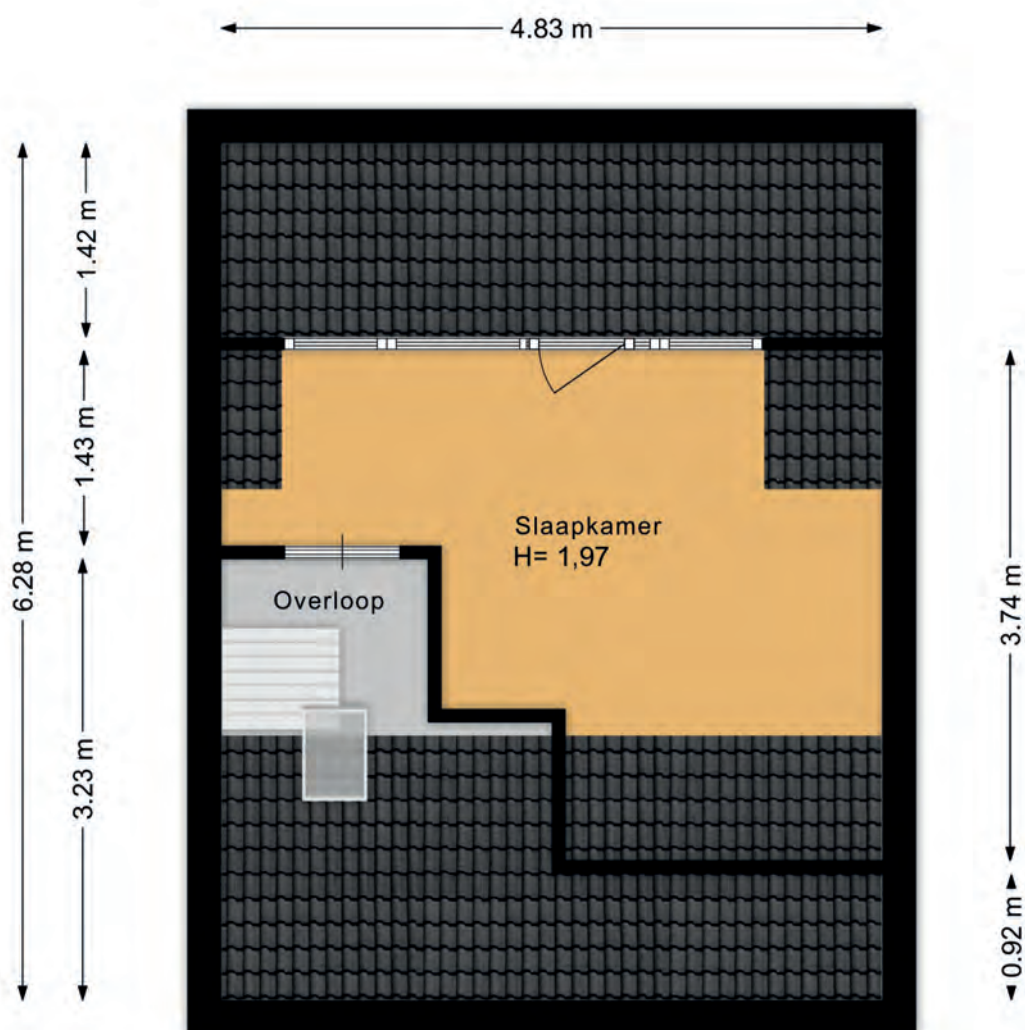 4.83 m
1.42 m
1.43 m
6.28 m
3.23 m
Slaapkamer
H= 1,97
Overloop
3.74 m
0.92 m